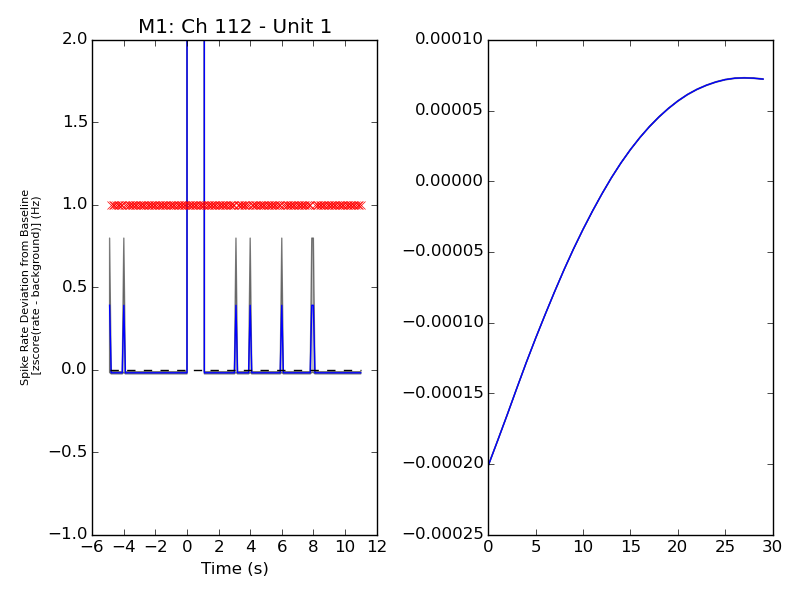 M1: Ch 112 - Unit 1
2.0
1.5
1.0
0.5
0.0
−0.5
−1.0
−6 −4 −2 0 2 4 6 8 10 12
Time (s)
Spike Rate Deviation from Baseline
[zscore(rate - background)] (Hz)
0.00010
0.00005
0.00000
−0.00005
−0.00010
−0.00015
−0.00020
−0.00025
0 5 10 15 20 25 30